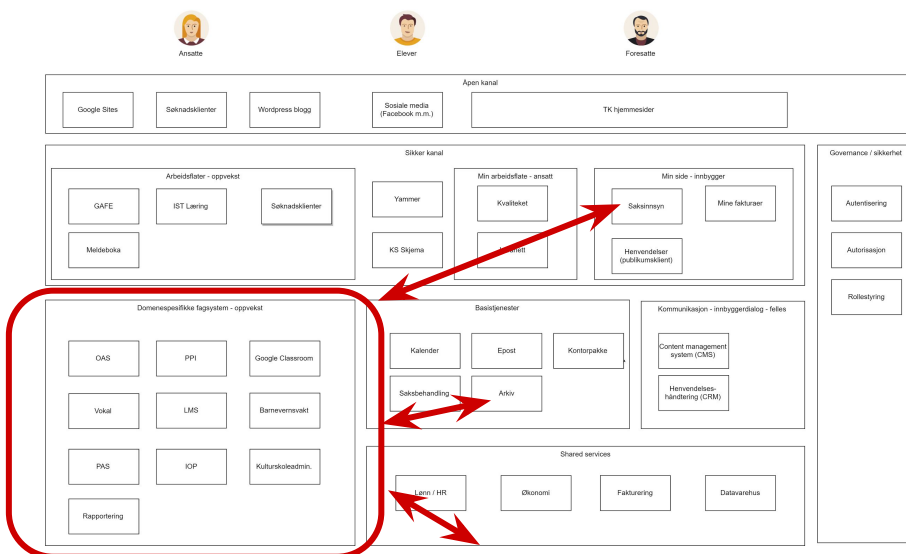 Ansatte
Elever
Foresatte
Åpen kanal
Google Sites
Søknadsklienter
Wordpress blogg
Sosiale media
(Facebook m.m.)
TK hjemmesider
Sikker kanal
Governance / sikkerhet
Arbeidsflater - oppvekst
Min arbeidsflate - ansatt
Min side - innbygger
GAFE
IST Læring
Søknadsklienter
Yammer
Kvaliteket
Saksinnsyn
Mine fakturaer
Autentisering
Meldeboka
KS Skjema
Henvendelser
(publikumsklient)
Autorisasjon
Rollestyring
Domenespesifikke fagsystem - oppvekst
Basistjenester
Kommunikasjon - innbyggerdialog - felles
OAS
PPI
Google Classroom
Kalender
Epost
Kontorpakke
Content management
system (CMS)
Vokal
LMS
Barnevernsvakt
Saksbehandling
Arkiv
Henvendelses-
håndtering (CRM)
Shared services
PAS
IOP
Kulturskoleadmin.
Lønn / HR
Økonomi
Fakturering
Datavarehus
Rapportering